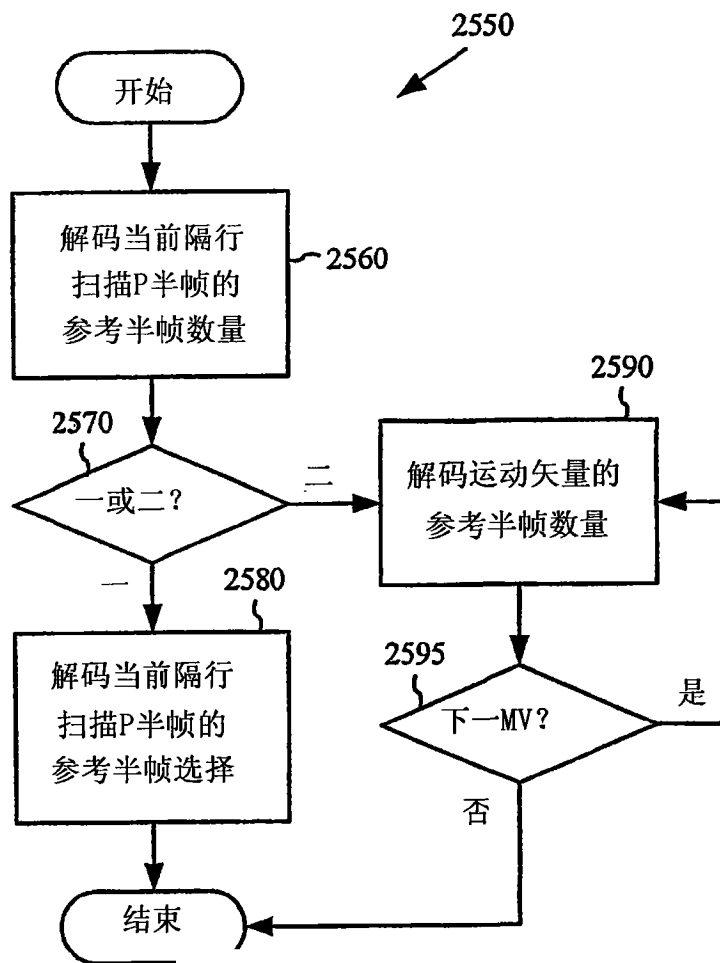 2550
开始
解码当前隔行
扫描P半帧的
参考半帧数量
2560
2570
一或二?
二
一
2590
解码运动矢量的
参考半帧数量
2580
解码当前隔行
扫描P半帧的
参考半帧选择
2595
下一MV?
是
否
结束